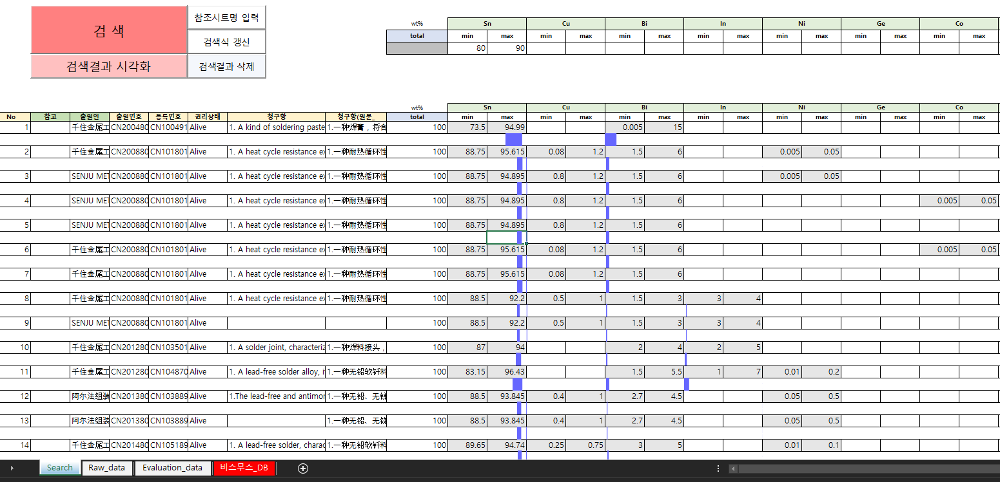 검 색 참조시트명 입력
검색식 갱신
검색결과 시각화 검색결과 삭제
wt% Sn Cu Bi In Ni Ge Co
total min max min max min max min max min max min max min max
80 90
wt% Sn Cu Bi In Ni Ge Co
No 참고 출원인 출원번호 등록번호 권리상태 청구항 청구항(원문_ total min max min max min max min max min max min max min max
1 千住金属工 CN200480 CN100491 Alive 1. A kind of soldering paste 1.一种焊膏，将合 100 73.5 94.99 0.005 15
2 千住金属工 CN200880 CN101801 Alive 1. A heat cycle resistance e 1.一种耐热循环性 100 88.75 95.615 0.08 1.2 1.5 6 0.005 0.05
3 SENJU MET CN200880 CN101801 Alive 1. A heat cycle resistance e 1.一种耐热循环性 100 88.75 94.895 0.8 1.2 1.5 6 0.005 0.05
4 SENJU MET CN200880 CN101801 Alive 1. A heat cycle resistance e 1.一种耐热循环性 100 88.75 94.895 0.8 1.2 1.5 6 0.005 0.05
5 SENJU MET CN200880 CN101801 Alive 1. A heat cycle resistance e 1.一种耐热循环性 100 88.75 94.895 0.8 1.2 1.5 6
6 千住金属工 CN200880 CN101801 Alive 1. A heat cycle resistance e 1.一种耐热循环性 100 88.75 95.615 0.08 1.2 1.5 6 0.005 0.05
7 千住金属工 CN200880 CN101801 Alive 1. A heat cycle resistance e 1.一种耐热循环性 100 88.75 95.615 0.08 1.2 1.5 6
8 千住金属工 CN200880 CN101801 Alive 1. A heat cycle resistance e 1.一种耐热循环性 100 88.5 92.2 0.5 1 1.5 3 3 4
9 SENJU MET CN200880 CN101801 Alive 100 88.5 92.2 0.5 1 1.5 3 3 4
10 千住金属工 CN201280 CN103501 Alive 1. A solder joint, characteriz 1.一种焊料接头， 100 87 94 2 4 2 5
11 千住金属工 CN201280 CN104870 Alive 1. A lead-free solder alloy, i 1.一种无铅软钎料 100 83.15 96.43 1.5 5.5 1 7 0.01 0.2
12 阿尔法组装 CN201380 CN103889 Alive 1.The lead-free and antimor 1.一种无铅、无锑 100 88.5 93.845 0.4 1 2.7 4.5 0.05 0.5
13 阿尔法组装 CN201380 CN103889 Alive 1.一种无铅、无锑 100 88.5 93.845 0.4 1 2.7 4.5 0.05 0.5
14 千住金属工 CN201480 CN105189 Alive 1. A lead-free solder, charac 1.一种无铅软钎料 100 89.65 94.74 0.25 0.75 3 5 0.01 0.1
Search Raw_data Evaluation_data 비스무스_DB